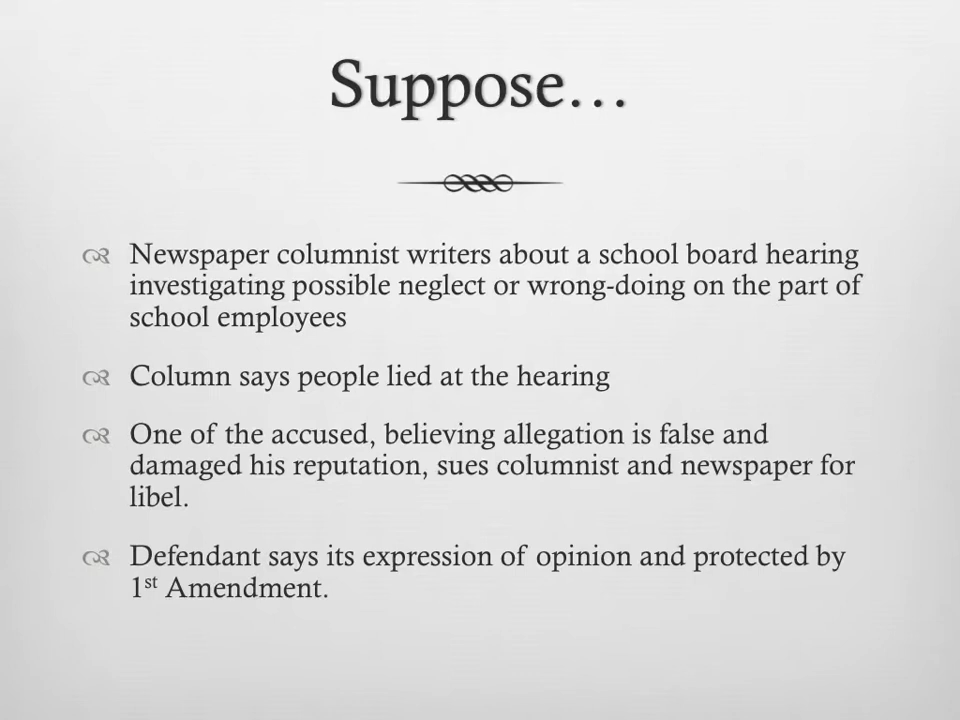 Suppose…
Newspaper columnist writers about a school board hearing
investigating possible neglect or wrong-doing on the part of
school employees
Column says people lied at the hearing
One of the accused, believing allegation is false and
damaged his reputation, sues columnist and newspaper for
libel.
Defendant says its expression of opinion and protected by
1st Amendment.